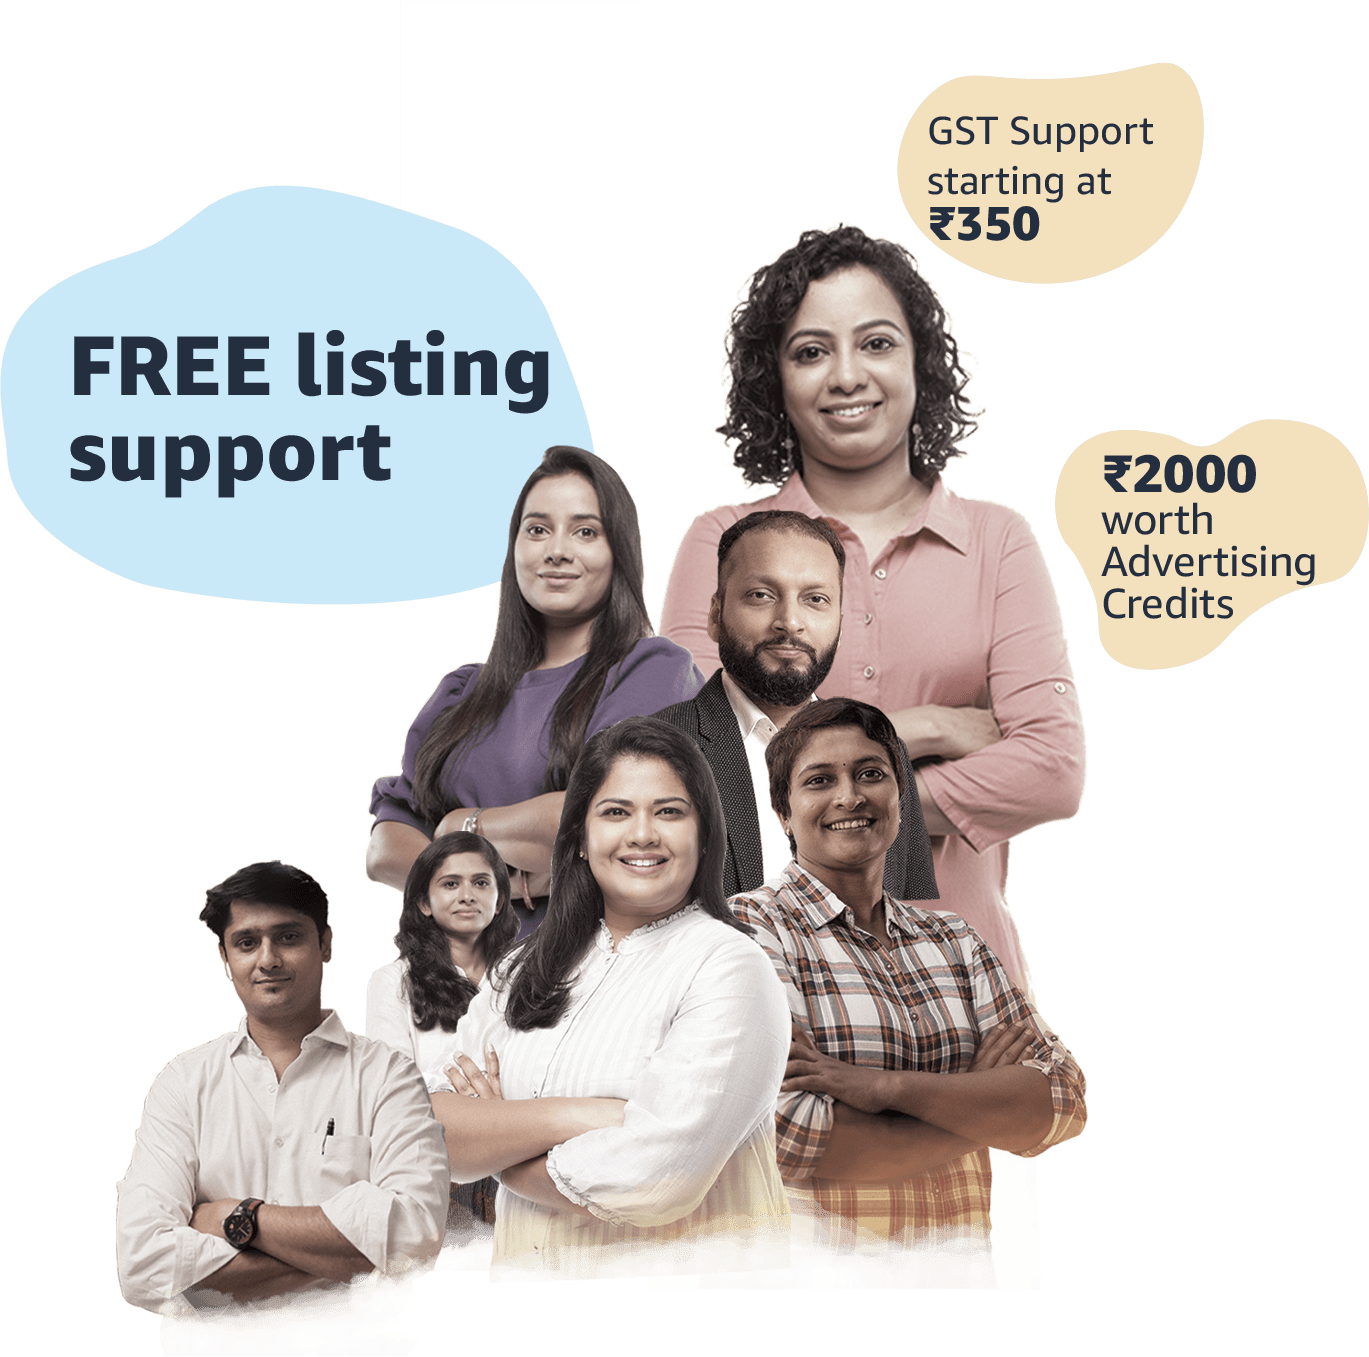 GST Support
starting at
₹350
FREE listing
support
₹2000
worth
Advertising
Credits